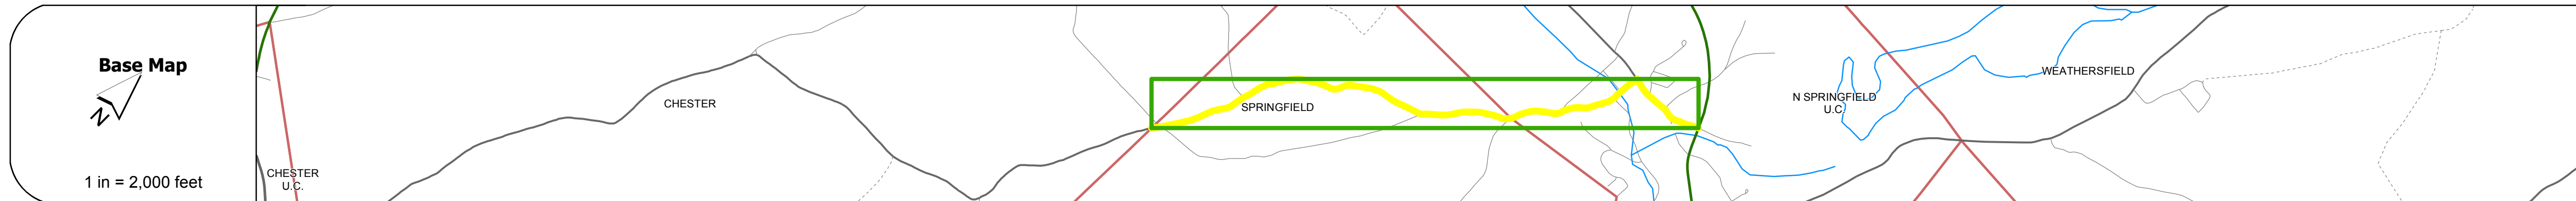 Base Map
N
1 in = 2,000 feet
CHESTER
U.C.
CHESTER
SPRINGFIELD
N SPRINGFIELD
U.C.
WEATHERSFIELD